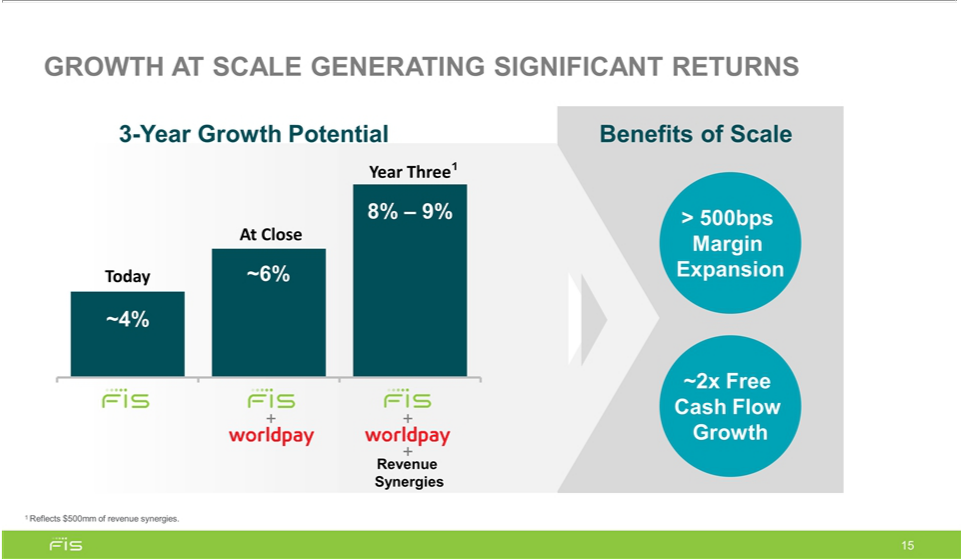 GROWTH AT SCALE GENERATING SIGNIFICANT RETURNS
3-Year Growth Potential
Today
~4%
At Close
~6%
Year Three¹
8% – 9%
FIS
FIS
+
worldpay
FIS
+
worldpay
+
Revenue
Synergies
Benefits of Scale
> 500bps
Margin
Expansion
~2x Free
Cash Flow
Growth
¹ Reflects $500mm of revenue synergies.
FIS
15